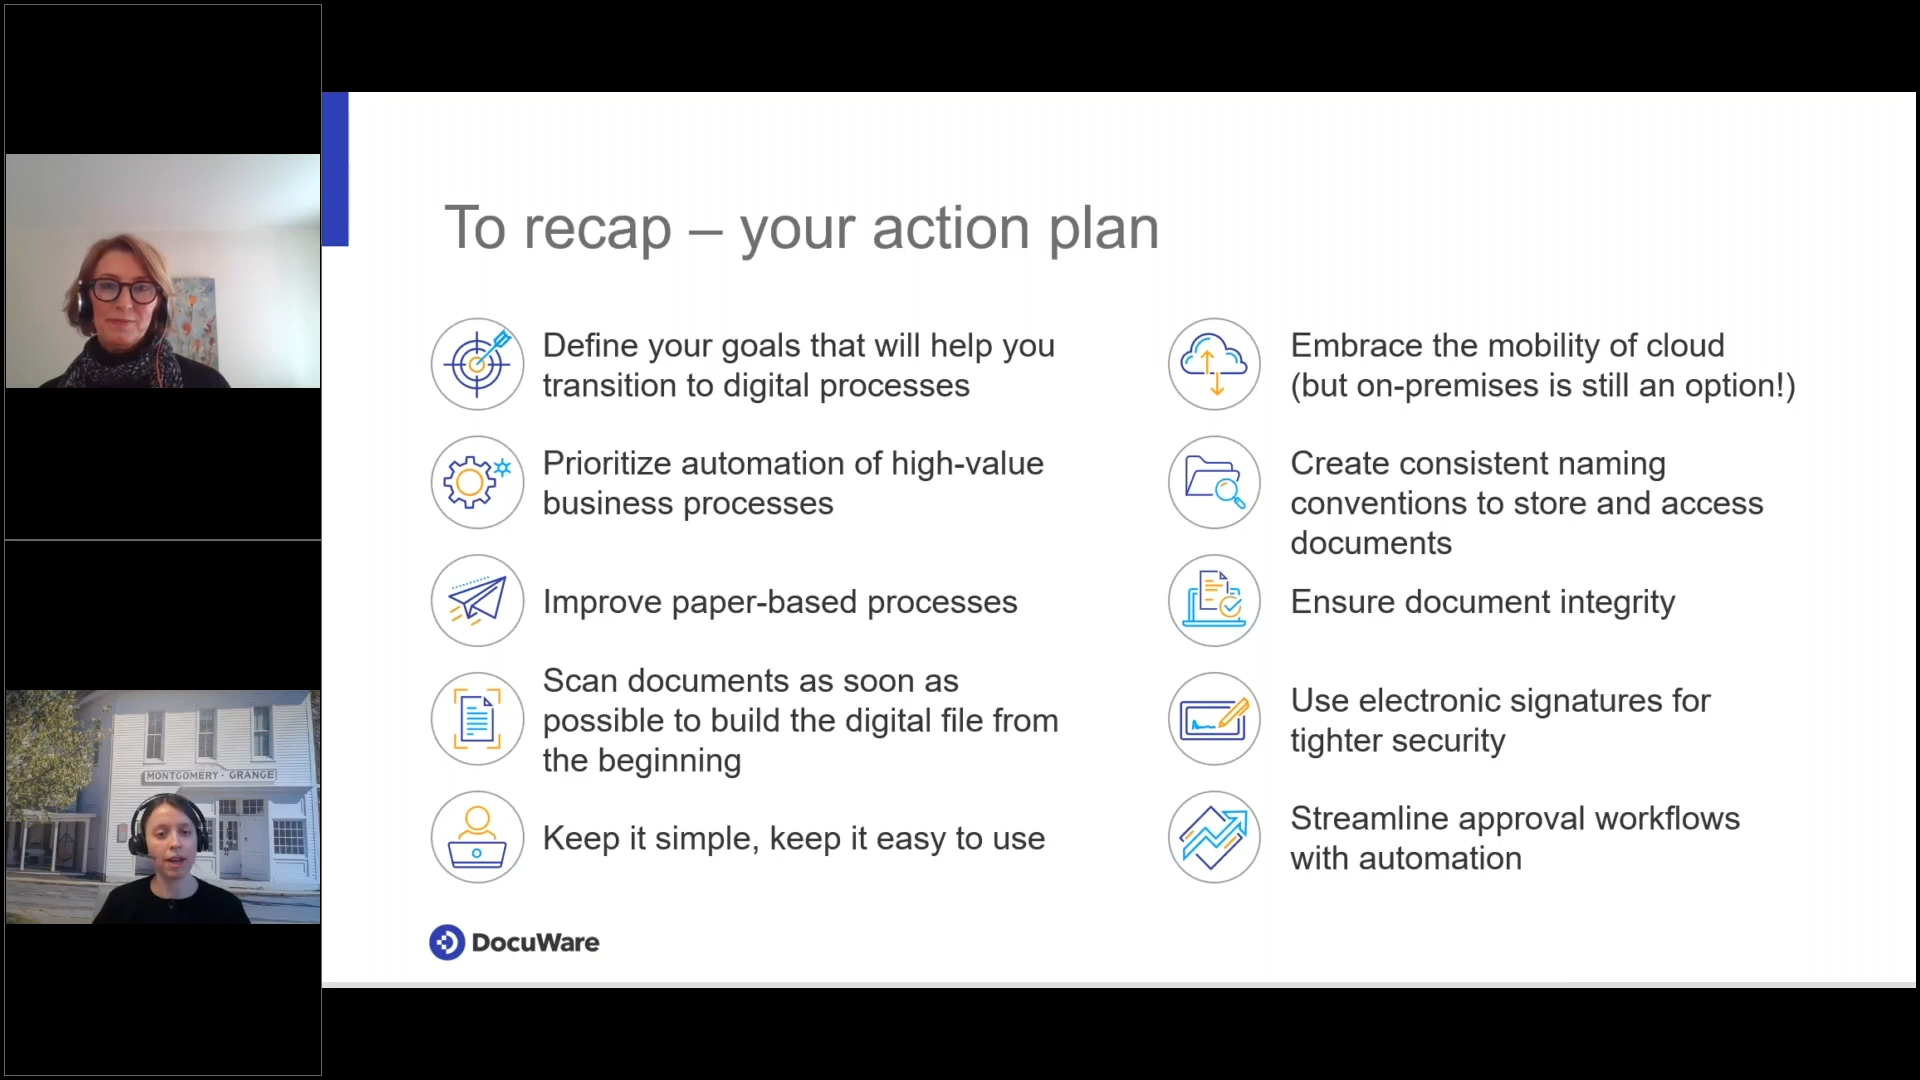 MONTGOMERY · GRANGE
To recap – your action plan
Define your goals that will help you
transition to digital processes
Prioritize automation of high-value
business processes
Improve paper-based processes
Scan documents as soon as
possible to build the digital file from
the beginning
Keep it simple, keep it easy to use
Embrace the mobility of cloud
(but on-premises is still an option!)
Create consistent naming
conventions to store and access
documents
Ensure document integrity
Use electronic signatures for
tighter security
Streamline approval workflows
with automation
DocuWare